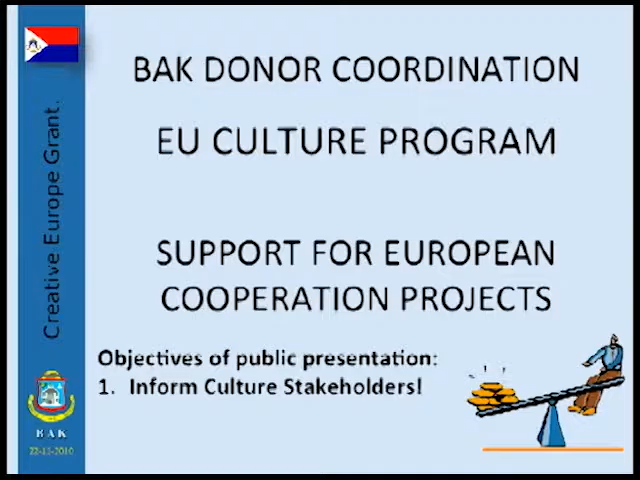 BAK DONOR COORDINATION
EU CULTURE PROGRAM
SUPPORT FOR EUROPEAN
COOPERATION PROJECTS
Objectives of public presentation:
1. Inform Culture Stakeholders!
Creative Europe Grant.
BAK